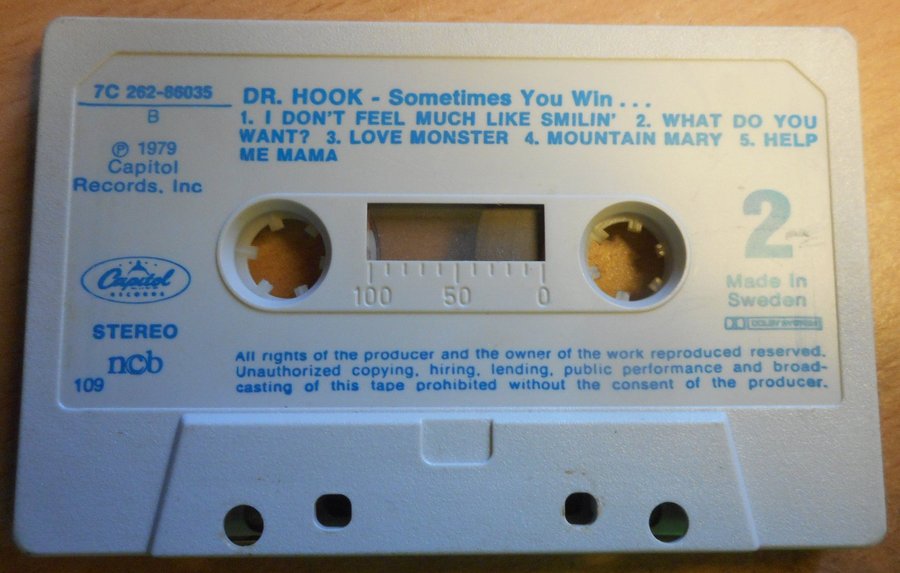 7C 262-86035
B
℗ 1979
Capitol
Records, Inc
DR. HOOK - Sometimes You Win . . .
1. I DON'T FEEL MUCH LIKE SMILIN' 2. WHAT DO YOU
WANT? 3. LOVE MONSTER 4. MOUNTAIN MARY 5. HELP
ME MAMA
100 50 0
2
Made in
Sweden
DOLBY SYSTEM
Capitol
RECORDS
STEREO
ncb
109
All rights of the producer and the owner of the work reproduced reserved.
Unauthorized copying, hiring, lending, public performance and broad-
casting of this tape prohibited without the consent of the producer.